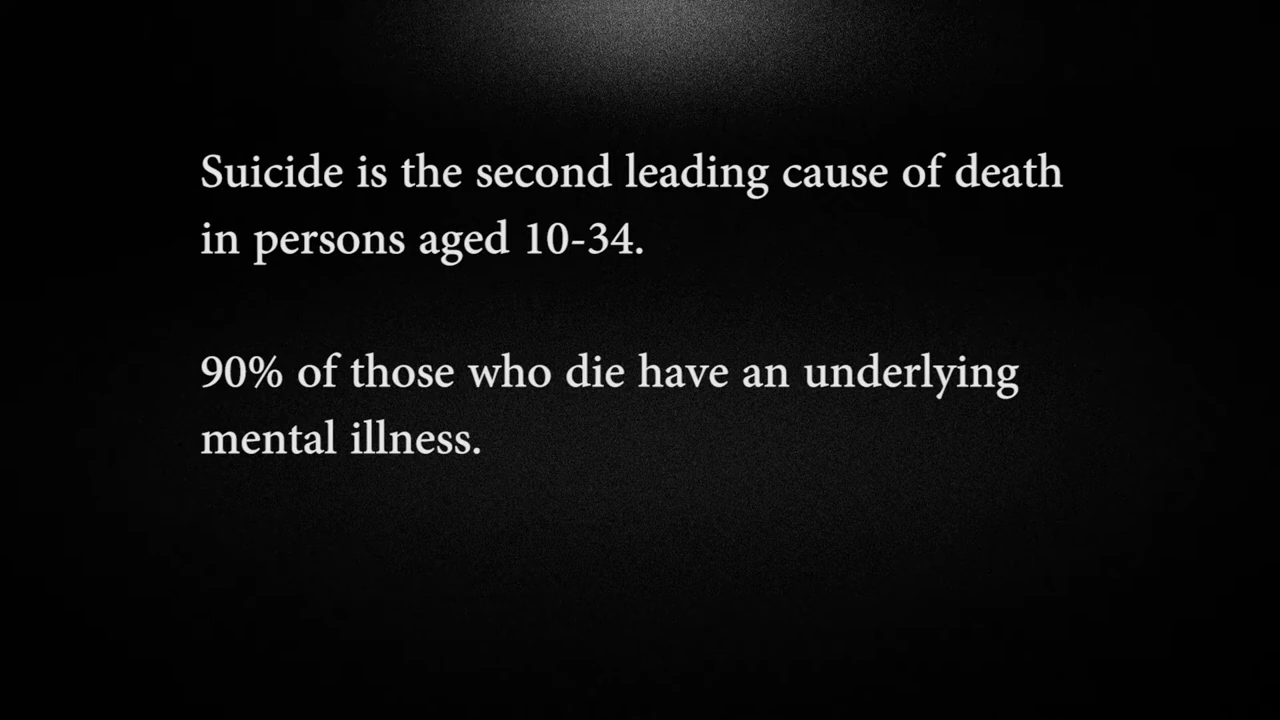 Suicide is the second leading cause of death
in persons aged 10-34.
90% of those who die have an underlying
mental illness.